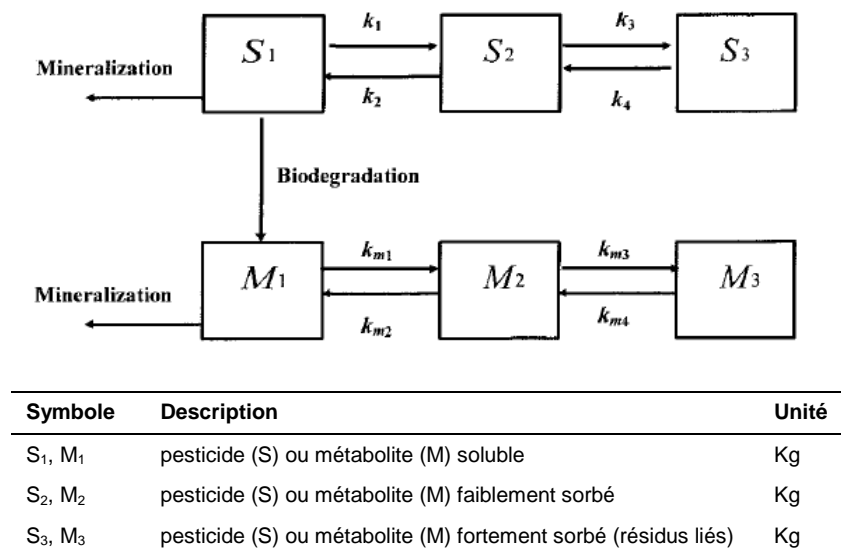 k1 k3
S1 S2 S3
Mineralization
k2 k4
Biodegradation
km1 km3
M1 M2 M3
Mineralization
km2 km4
Symbole Description Unité
S1, M1 pesticide (S) ou métabolite (M) soluble Kg
S2, M2 pesticide (S) ou métabolite (M) faiblement sorbé Kg
S3, M3 pesticide (S) ou métabolite (M) fortement sorbé (résidus liés) Kg